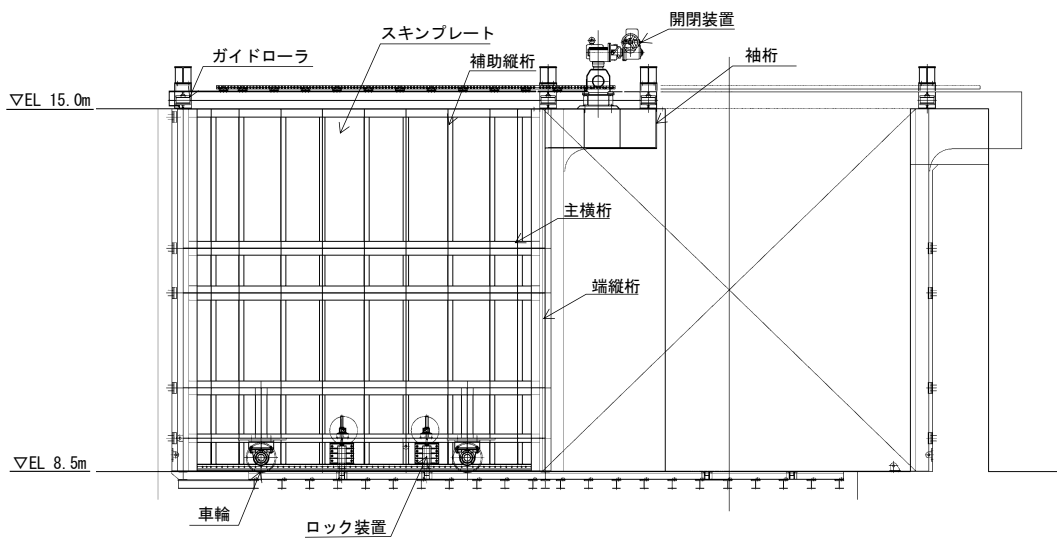 開閉装置
スキンプレート
ガイドローラ
補助縦桁
袖桁
▽EL 15.0m
主横桁
端縦桁
▽EL 8.5m
車輪
ロック装置